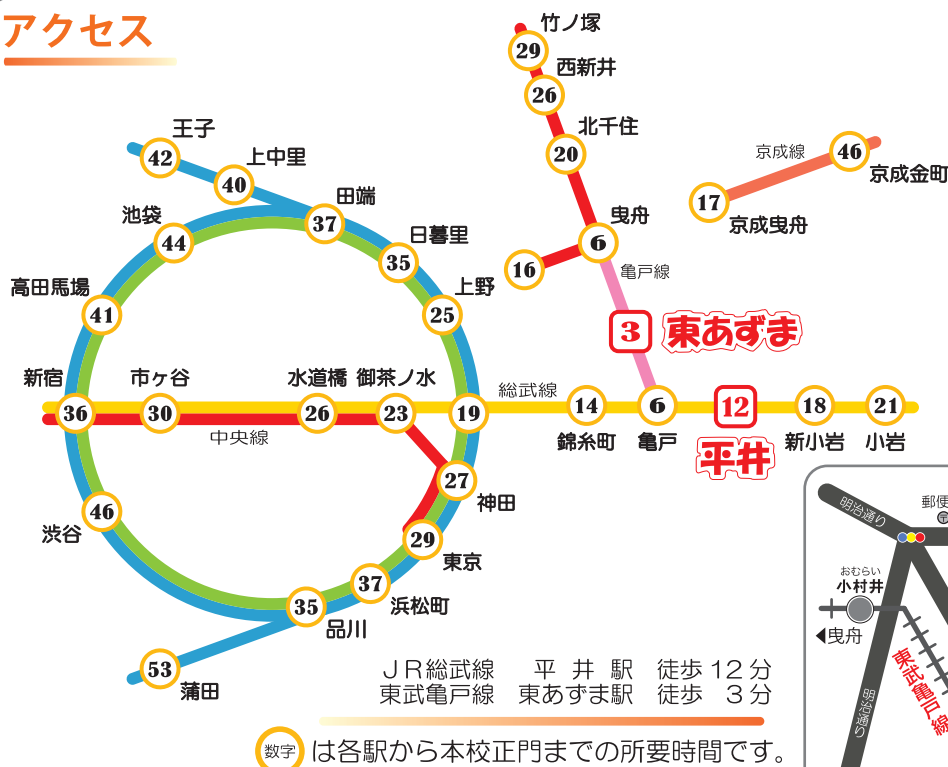 アクセス
竹ノ塚
29
西新井
26
北千住
20
曳舟
6
16
亀戸線
3
東あずま
京成線
46
京成金町
17
京成曳舟
王子
42
上中里
40
田端
37
池袋
44
日暮里
35
高田馬場
41
上野
25
新宿
36
市ヶ谷
30
水道橋
26
御茶ノ水
23
19
総武線
14
錦糸町
6
亀戸
12
平井
18
新小岩
21
小岩
中央線
27
神田
46
渋谷
29
東京
37
浜松町
35
品川
53
蒲田
JR総武線 平井駅 徒歩12分
東武亀戸線 東あずま駅 徒歩 3分
数字 は各駅から本校正門までの所要時間です。
明治通り
郵便
〒
おむらい
小村井
◀曳舟
東武亀戸線
明治通り